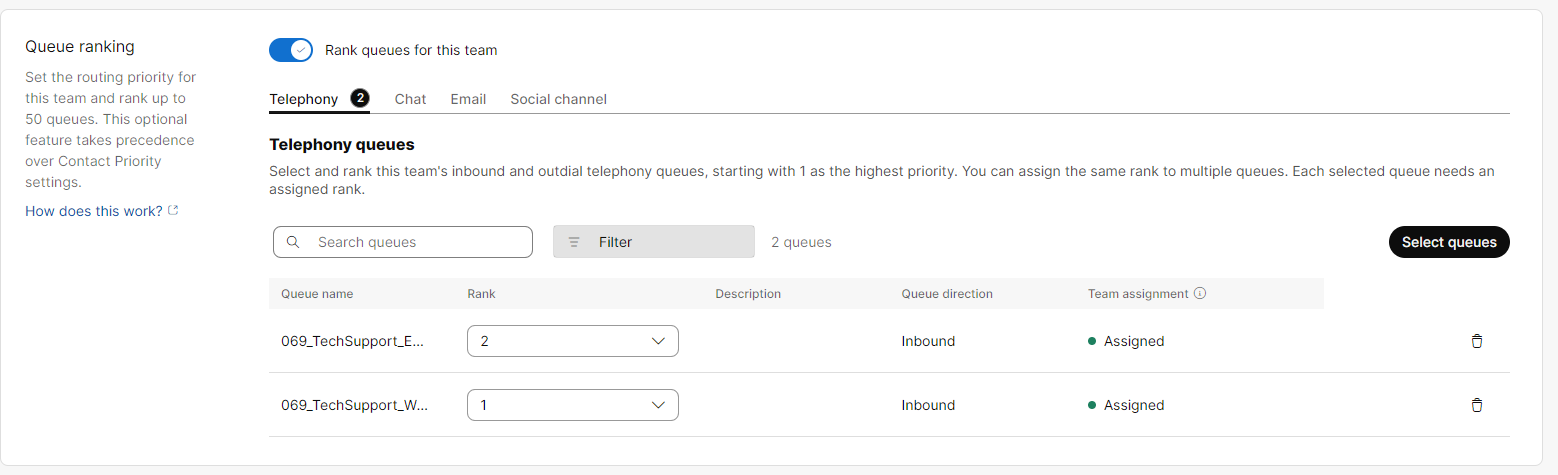 Queue ranking
Set the routing priority for
this team and rank up to
50 queues. This optional
feature takes precedence
over Contact Priority
settings.
How does this work?
Rank queues for this team
Telephony 2 Chat Email Social channel
Telephony queues
Select and rank this team's inbound and outdial telephony queues, starting with 1 as the highest priority. You can assign the same rank to multiple queues. Each selected queue needs an
assigned rank.
Search queues Filter 2 queues Select queues
Queue name Rank Description Queue direction Team assignment
069_TechSupport_E... 2 Inbound Assigned
069_TechSupport_W... 1 Inbound Assigned